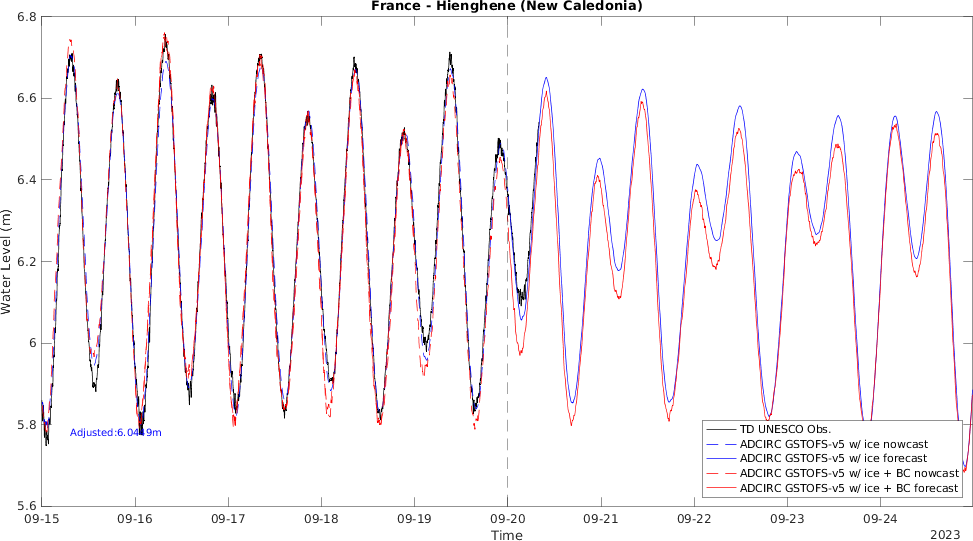 France - Hienghene (New Caledonia)
6.8
6.6
6.4
6.2
6
5.8
5.6
Water Level (m)
Adjusted:6.0449m
TD UNESCO Obs.
ADCIRC GSTOFS-v5 w/ ice nowcast
ADCIRC GSTOFS-v5 w/ ice forecast
ADCIRC GSTOFS-v5 w/ ice + BC nowcast
ADCIRC GSTOFS-v5 w/ ice + BC forecast
09-15 09-16 09-17 09-18 09-19 09-20 09-21 09-22 09-23 09-24
Time
2023